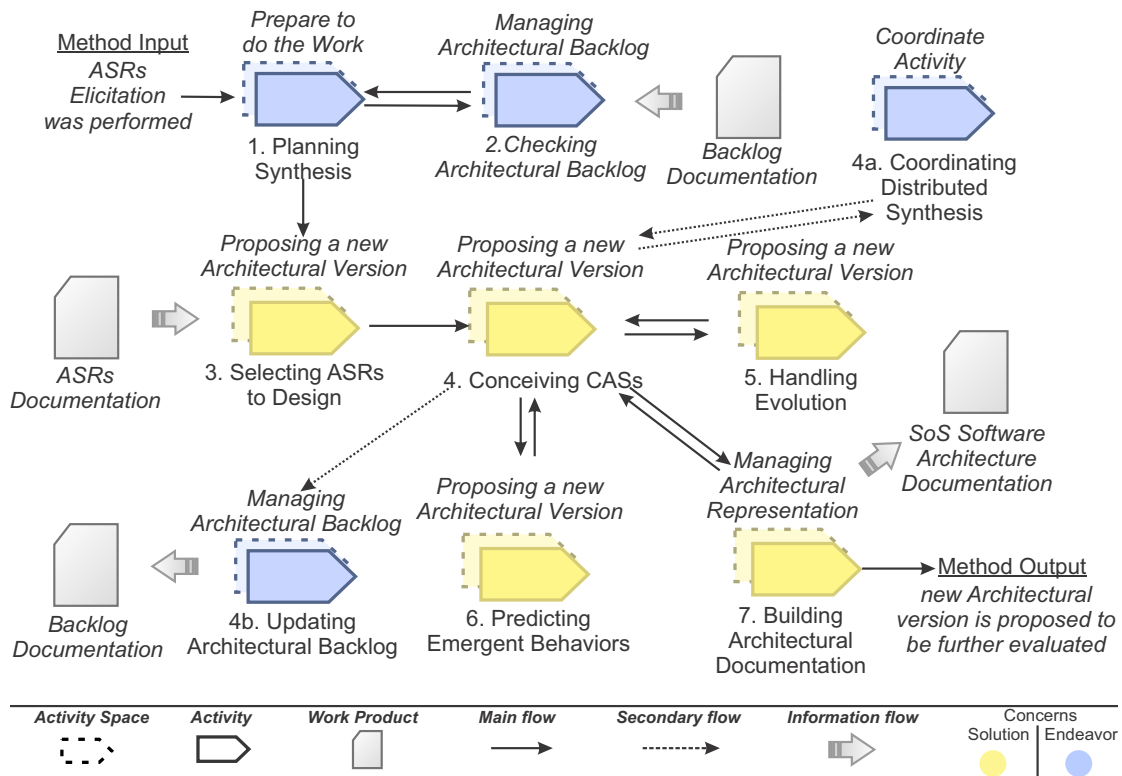 Method Input
ASRs
Elicitation
was performed
Prepare to
do the Work
1. Planning
Synthesis
Managing
Architectural Backlog
2.Checking
Architectural Backlog
Backlog
Documentation
Coordinate
Activity
4a. Coordinating
Distributed
Synthesis
ASRs
Documentation
Proposing a new
Architectural Version
3. Selecting ASRs
to Design
Proposing a new
Architectural Version
4. Conceiving CASs
Proposing a new
Architectural Version
5. Handling
Evolution
SoS Software
Architecture
Documentation
Backlog
Documentation
Managing
Architectural Backlog
4b. Updating
Architectural Backlog
Proposing a new
Architectural Version
6. Predicting
Emergent Behaviors
Managing
Architectural
Representation
7. Building
Architectural
Documentation
Method Output
new Architectural
version is proposed to
be further evaluated
Activity Space
Activity
Work Product
Main flow
Secondary flow
Information flow
Concerns
Solution
Endeavor